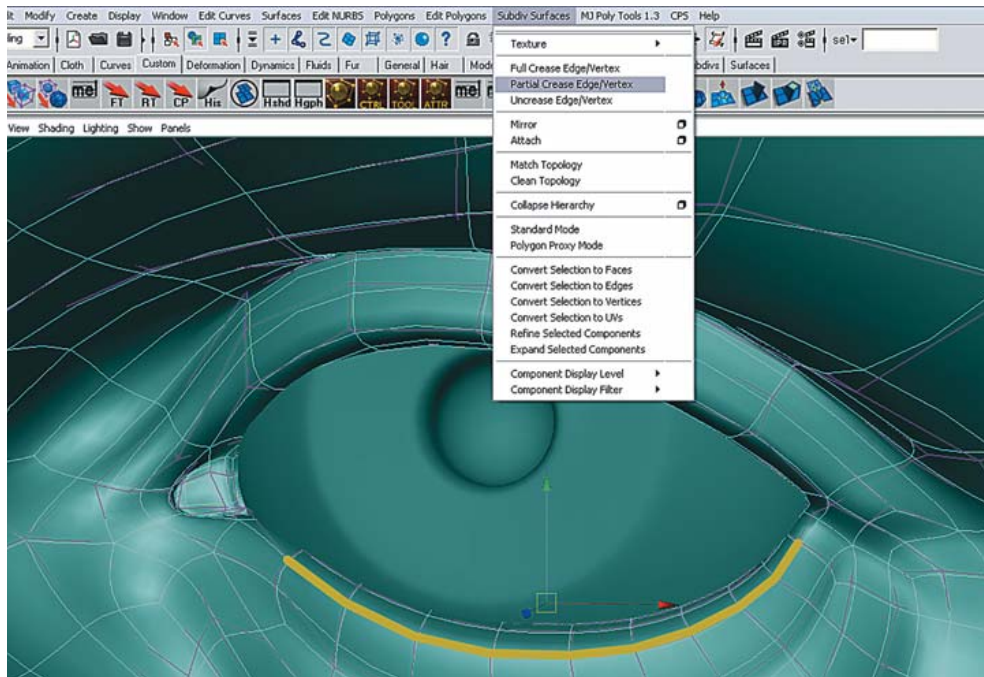 it Modify Create Display Window Edit Curves Surfaces Edit NURBS Polygons Edit Polygons Subdiv Surfaces MJ Poly Tools 1.3 CPS Help
ling ? sel
Animation Cloth Curves Custom Deformation Dynamics Fluids Fur General Hair Mode bdivs Surfaces
mel FT RT CP His Hshd Hgph CTRL TOOL ATTR mel
View Shading Lighting Show Panels
Texture
Full Crease Edge/Vertex
Partial Crease Edge/Vertex
Uncrease Edge/Vertex
Mirror
Attach
Match Topology
Clean Topology
Collapse Hierarchy
Standard Mode
Polygon Proxy Mode
Convert Selection to Faces
Convert Selection to Edges
Convert Selection to Vertices
Convert Selection to UVs
Refine Selected Components
Expand Selected Components
Component Display Level
Component Display Filter